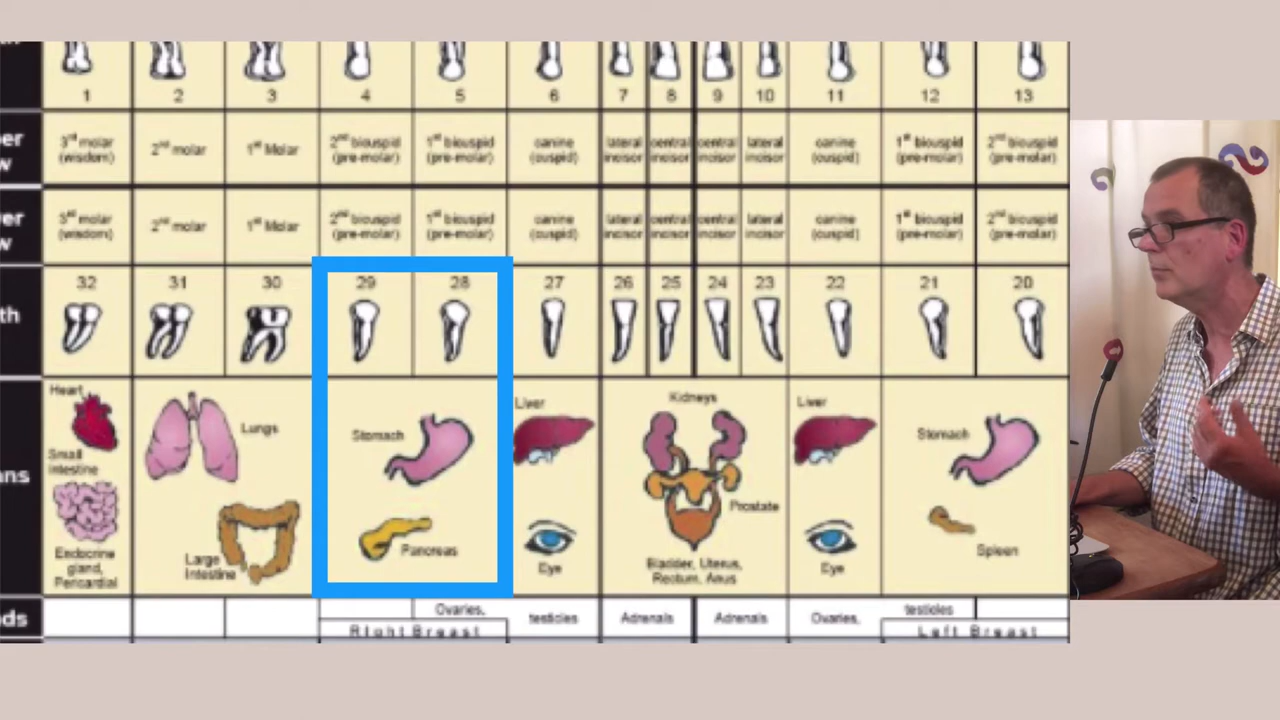 1 2 3 4 5 6 7 8 9 10 11 12 13
3rd molar (wisdom)
2nd molar
1st Molar
2nd bicuspid (pre-molar)
1st bicuspid (pre-molar)
canine (cuspid)
lateral incisor
central incisor
central incisor
lateral incisor
canine (cuspid)
1st bicuspid (pre-molar)
2nd bicuspid (pre-molar)
3rd molar (wisdom)
2nd molar
1st Molar
2nd bicuspid (pre-molar)
1st bicuspid (pre-molar)
canine (cuspid)
lateral incisor
central incisor
central incisor
lateral incisor
canine (cuspid)
1st bicuspid (pre-molar)
2nd bicuspid (pre-molar)
32 31 30 29 28 27 26 25 24 23 22 21 20
Heart
Small Intestine
Endocrine gland, Pericardial
Lungs
Large Intestine
Stomach
Pancreas
Liver
Eye
Kidneys
Prostate
Bladder, Uterus, Rectum, Anus
Liver
Eye
Stomach
Spleen
Ovaries, testicles Adrenals Adrenals Ovaries, testicles
Right Breast Left Breast